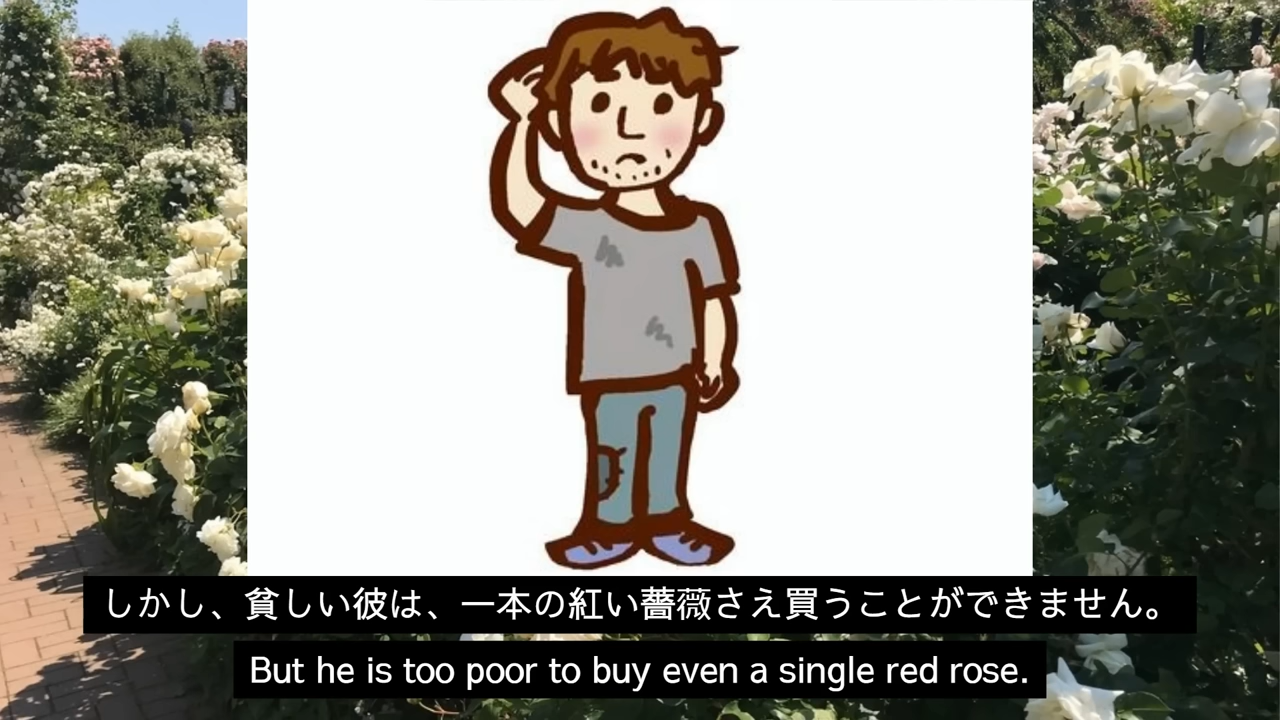 しかし、貧しい彼は、一本の紅い薔薇さえ買うことができません。
But he is too poor to buy even a single red rose.